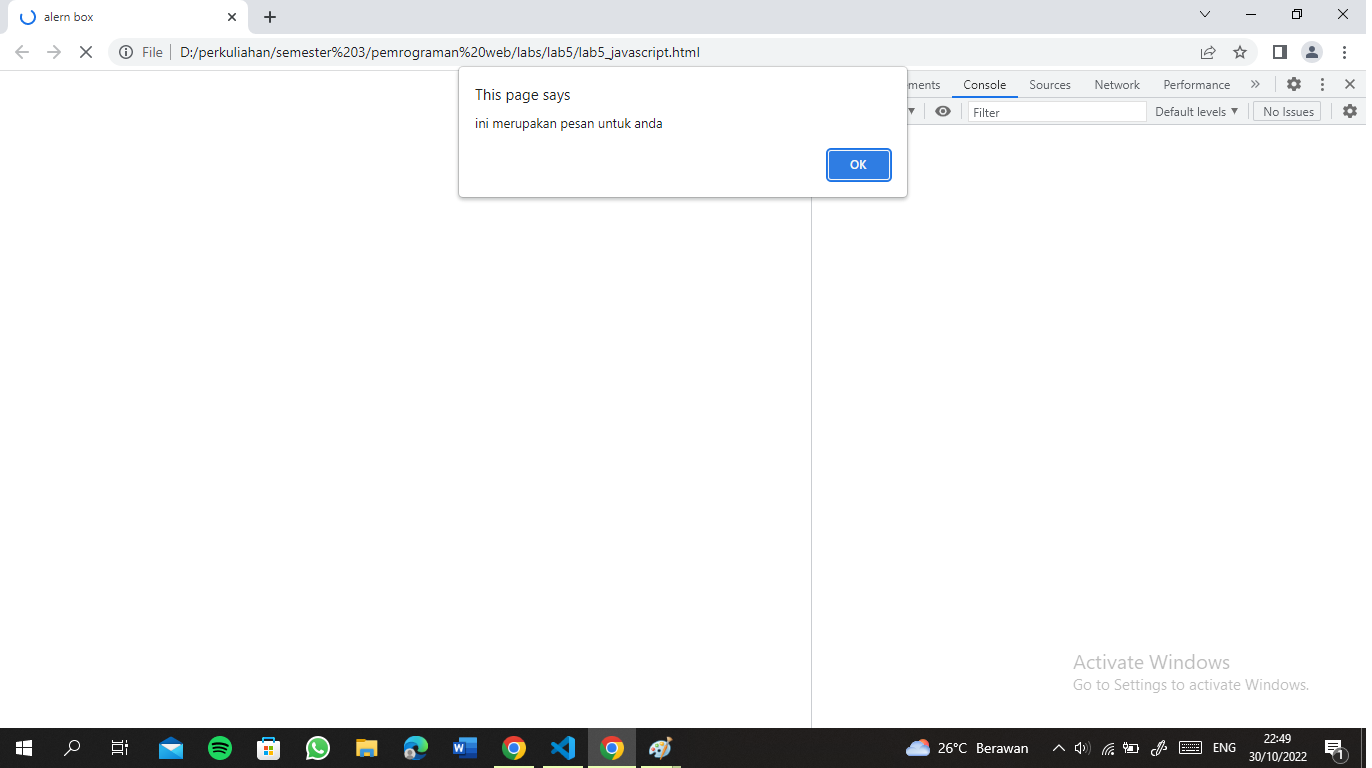 alern box
File
D:/perkuliahan/semester%203/pemrograman%20web/labs/lab5/lab5_javascript.html
This page says
ini merupakan pesan untuk anda
OK
ments Console Sources Network Performance
Filter Default levels No Issues
Activate Windows
Go to Settings to activate Windows.
26°C Berawan
ENG
22:49
30/10/2022
1